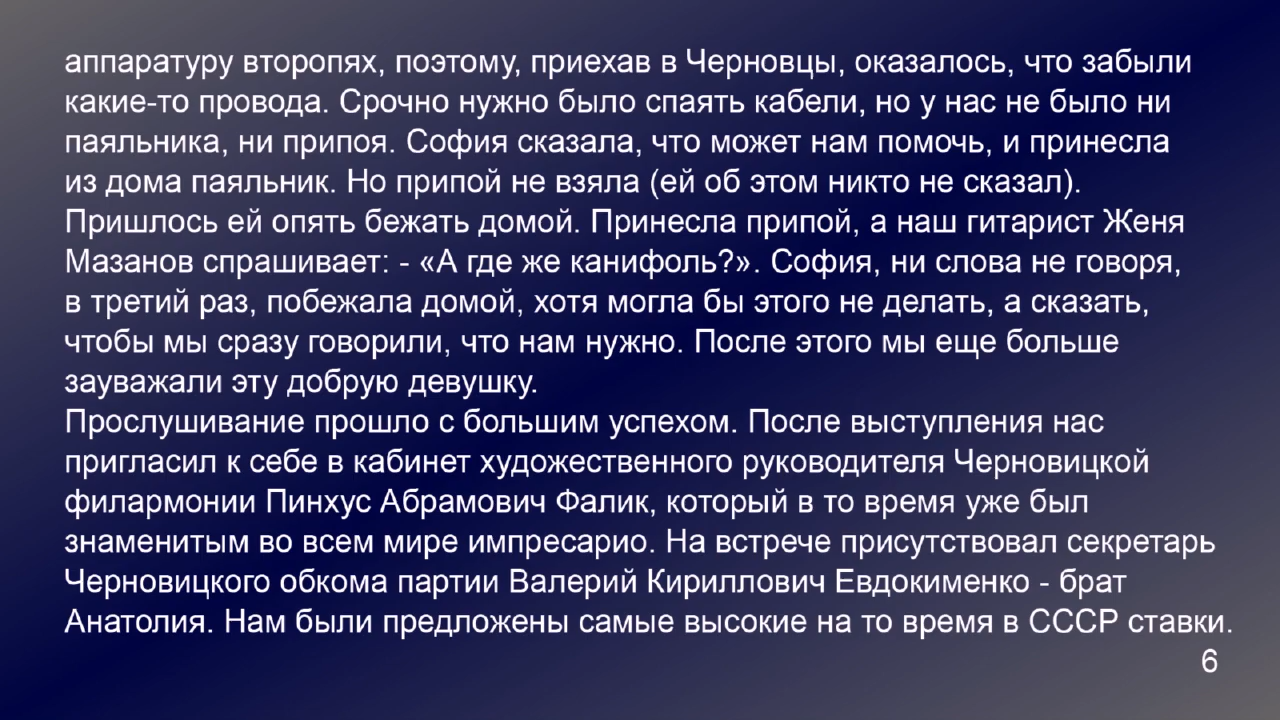 аппаратуру второпях, поэтому, приехав в Черновцы, оказалось, что забыли
какие-то провода. Срочно нужно было спаять кабели, но у нас не было ни
паяльника, ни припоя. София сказала, что может нам помочь, и принесла
из дома паяльник. Но припой не взяла (ей об этом никто не сказал).
Пришлось ей опять бежать домой. Принесла припой, а наш гитарист Женя
Мазанов спрашивает: - «А где же канифоль?». София, ни слова не говоря,
в третий раз, побежала домой, хотя могла бы этого не делать, а сказать,
чтобы мы сразу говорили, что нам нужно. После этого мы еще больше
зауважали эту добрую девушку.
Прослушивание прошло с большим успехом. После выступления нас
пригласил к себе в кабинет художественного руководителя Черновицкой
филармонии Пинхус Абрамович Фалик, который в то время уже был
знаменитым во всем мире импресарио. На встрече присутствовал секретарь
Черновицкого обкома партии Валерий Кириллович Евдокименко - брат
Анатолия. Нам были предложены самые высокие на то время в СССР ставки.
6